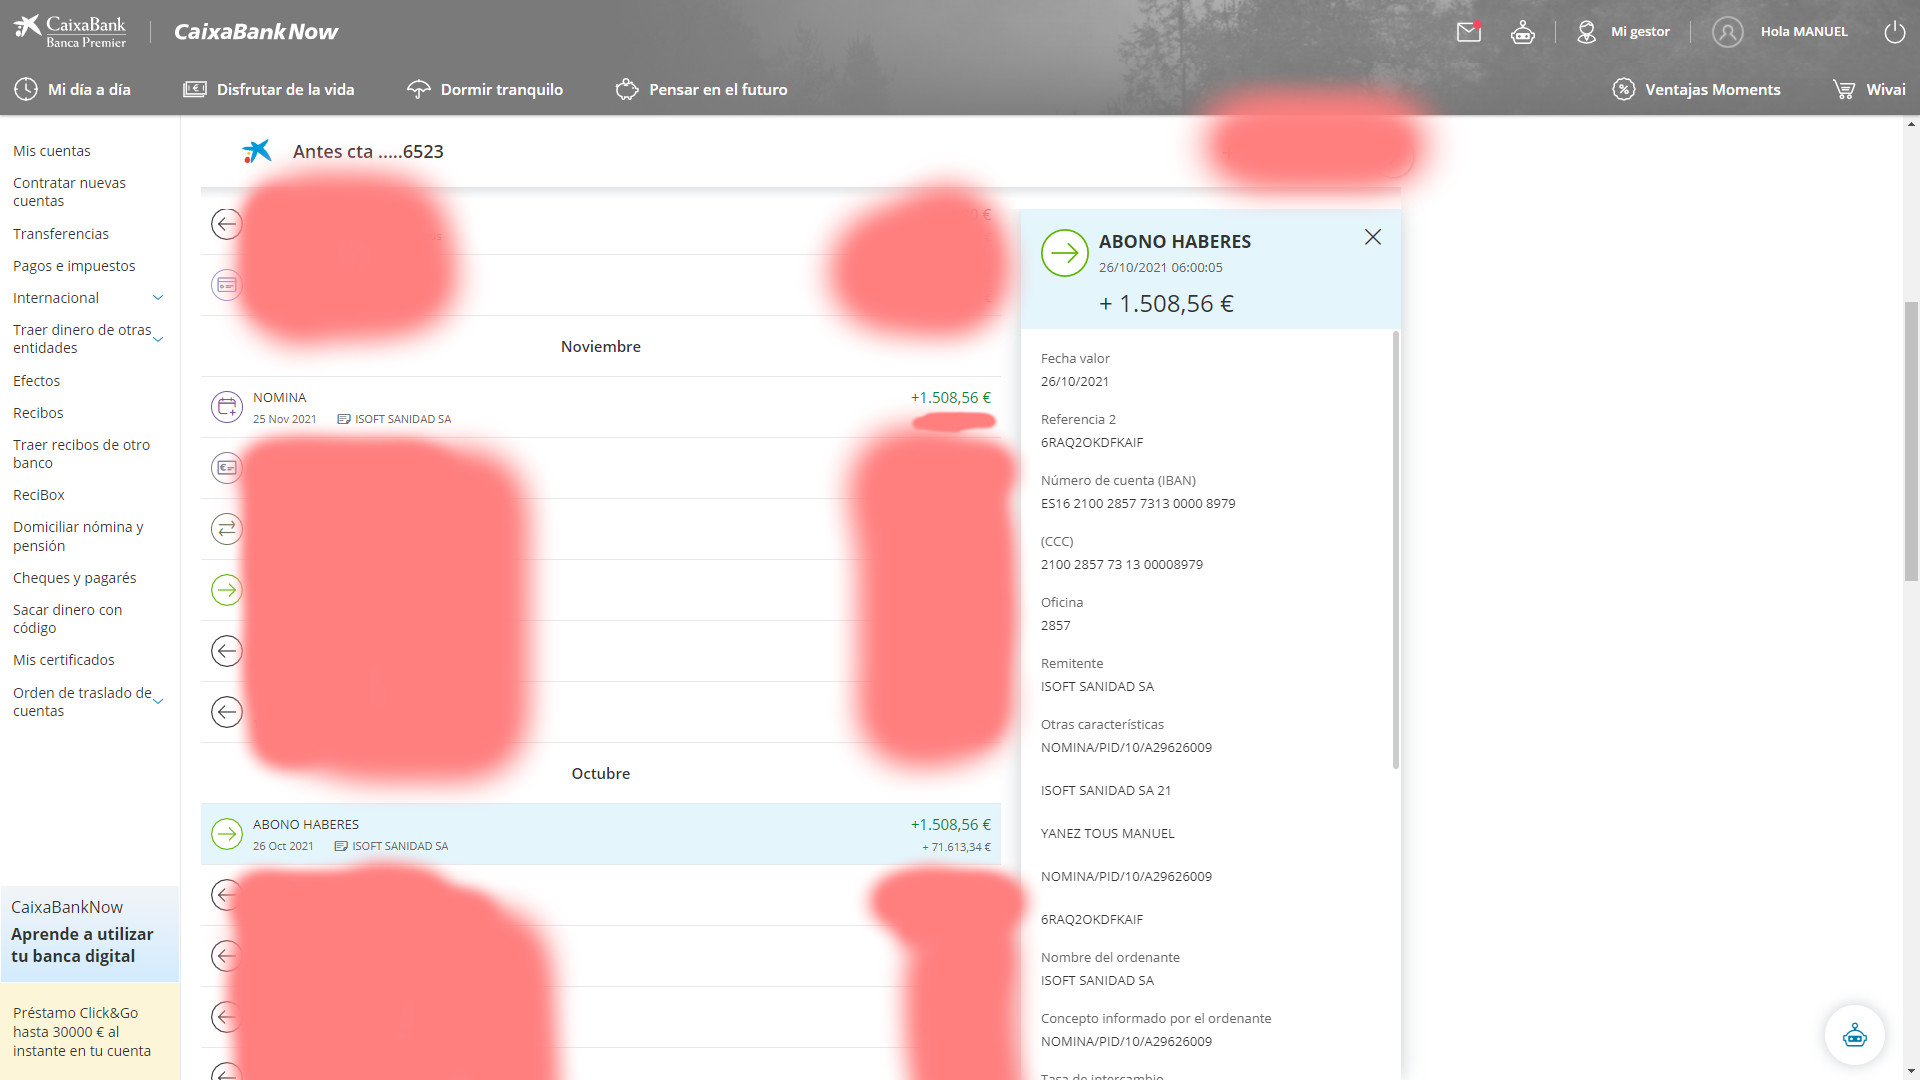 CaixaBank
Banca Premier
CaixaBankNow
Mi gestor
Hola MANUEL
Mi día a día
Disfrutar de la vida
Dormir tranquilo
Pensar en el futuro
Ventajas Moments
Wivai
Mis cuentas
Contratar nuevas
cuentas
Transferencias
Pagos e impuestos
Internacional
Traer dinero de otras
entidades
Efectos
Recibos
Traer recibos de otro
banco
ReciBox
Domiciliar nómina y
pensión
Cheques y pagarés
Sacar dinero con
código
Mis certificados
Orden de traslado de
cuentas
CaixaBankNow
Aprende a utilizar
tu banca digital
Préstamo Click&Go
hasta 30000 € al
instante en tu cuenta
Antes cta .....6523
Noviembre
NOMINA
+1.508,56 €
25 Nov 2021
ISOFT SANIDAD SA
Octubre
ABONO HABERES
+1.508,56 €
26 Oct 2021
ISOFT SANIDAD SA
+ 71.613,34 €
ABONO HABERES
26/10/2021 06:00:05
+ 1.508,56 €
Fecha valor
26/10/2021
Referencia 2
6RAQ2OKDFKAIF
Número de cuenta (IBAN)
ES16 2100 2857 7313 0000 8979
(CCC)
2100 2857 73 13 00008979
Oficina
2857
Remitente
ISOFT SANIDAD SA
Otras características
NOMINA/PID/10/A29626009
ISOFT SANIDAD SA 21
YANEZ TOUS MANUEL
NOMINA/PID/10/A29626009
6RAQ2OKDFKAIF
Nombre del ordenante
ISOFT SANIDAD SA
Concepto informado por el ordenante
NOMINA/PID/10/A29626009
Tasa de intercambio